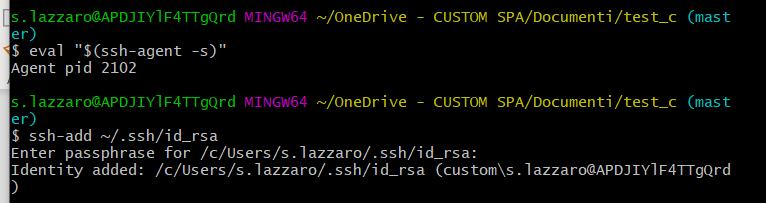 s.lazzaro@APDJIYlF4TTgQrd MINGW64 ~/OneDrive - CUSTOM SPA/Documenti/test_c (mast
er)
$ eval "$(ssh-agent -s)"
Agent pid 2102
s.lazzaro@APDJIYlF4TTgQrd MINGW64 ~/OneDrive - CUSTOM SPA/Documenti/test_c (mast
er)
$ ssh-add ~/.ssh/id_rsa
Enter passphrase for /c/Users/s.lazzaro/.ssh/id_rsa:
Identity added: /c/Users/s.lazzaro/.ssh/id_rsa (custom\s.lazzaro@APDJIYlF4TTgQrd
)